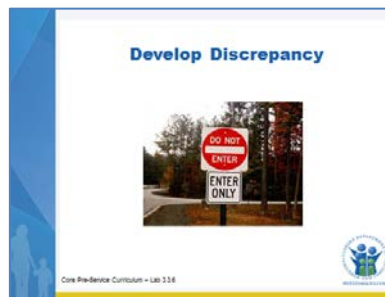 Develop Discrepancy
DO NOT
ENTER
ENTER
ONLY
Core Pre-Service Curriculum – Lab 3.3.6